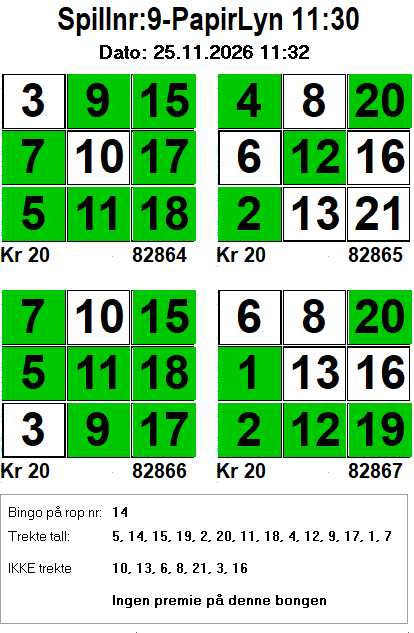 Spillnr:9-PapirLyn 11:30
Dato: 25.11.2026 11:32
3 9 15 4 8 20
7 10 17 6 12 16
5 11 18 2 13 21
Kr 20 82864 Kr 20 82865
7 10 15 6 8 20
5 11 18 1 13 16
3 9 17 2 12 19
Kr 20 82866 Kr 20 82867
Bingo på rop nr: 14
Trekte tall: 5, 14, 15, 19, 2, 20, 11, 18, 4, 12, 9, 17, 1, 7
IKKE trekte 10, 13, 6, 8, 21, 3, 16
Ingen premie på denne bongen